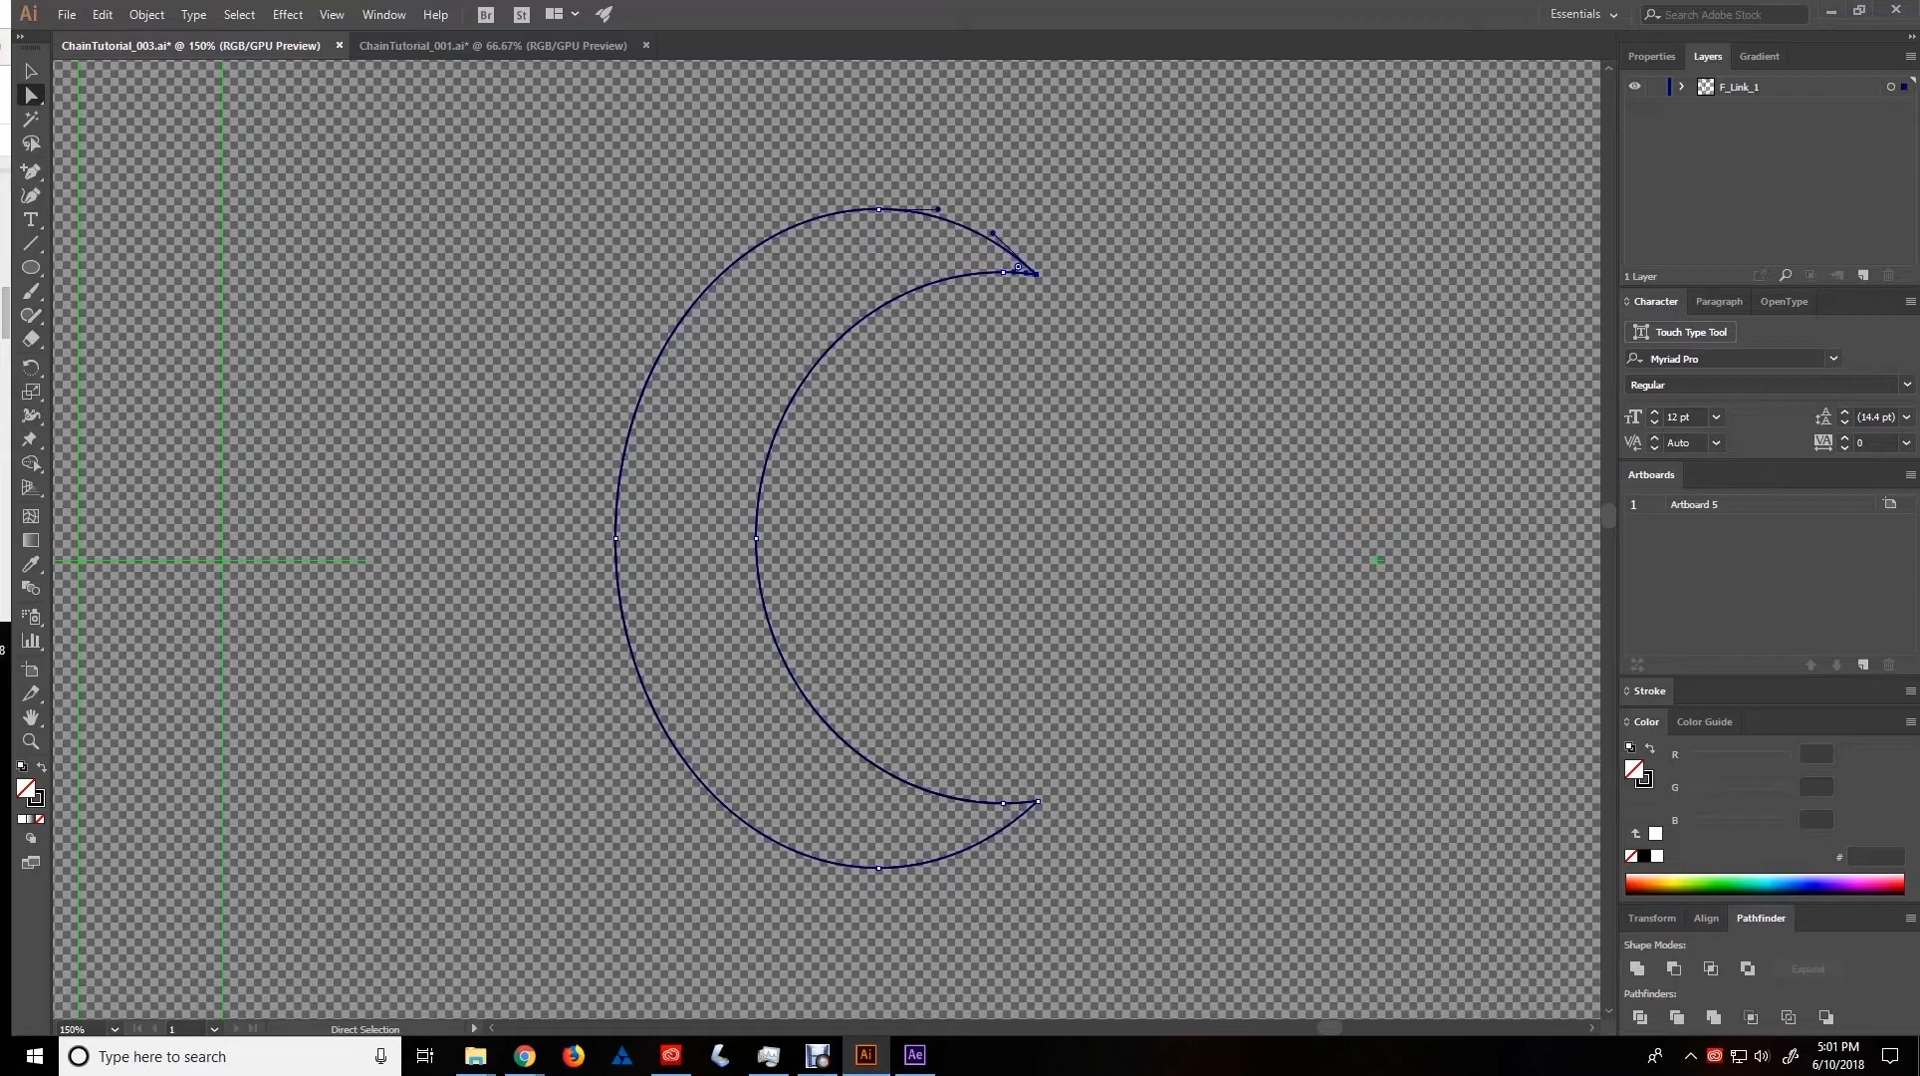 Ai File Edit Object Type Select Effect View Window Help Br St Essentials Search Adobe Stock
ChainTutorial_003.ai* @ 150% (RGB/GPU Preview) × ChainTutorial_001.ai* @ 66.67% (RGB/GPU Preview) ×
Properties Layers Gradient
F_Link_1
1 Layer
Character Paragraph OpenType
Touch Type Tool
Myriad Pro
Regular
12 pt (14.4 pt)
Auto 0
Artboards
1 Artboard 5
Stroke
Color Color Guide
R
G
B
#
Transform Align Pathfinder
Shape Modes:
Expand
Pathfinders:
150% 1 Direct Selection
Type here to search
Ai Ae
5:01 PM
6/10/2018
8